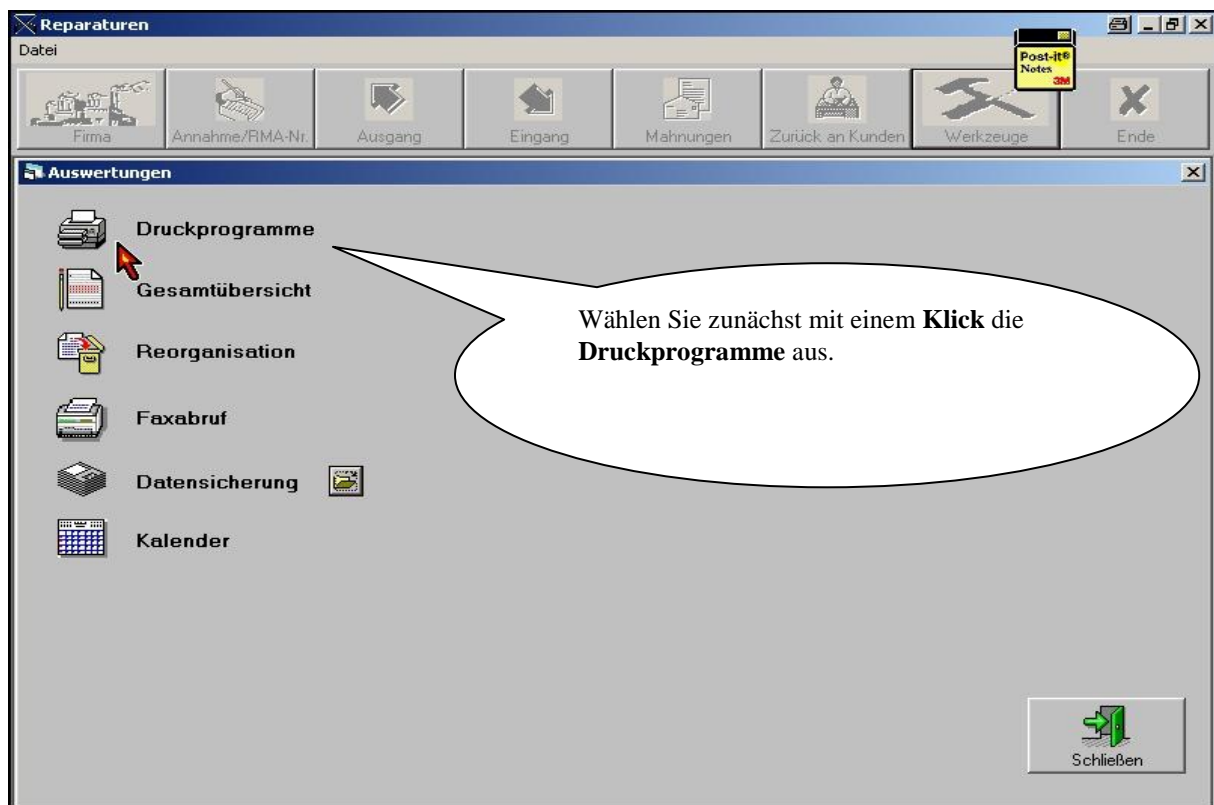 Reparaturen
Datei
Post-it®
Notes
3M
Firma
Annahme/RMA-Nr.
Ausgang
Eingang
Mahnungen
Zurück an Kunden
Werkzeuge
Ende
Auswertungen
Druckprogramme
Gesamtübersicht
Reorganisation
Faxabruf
Datensicherung
Kalender
Wählen Sie zunächst mit einem Klick die
Druckprogramme aus.
Schließen